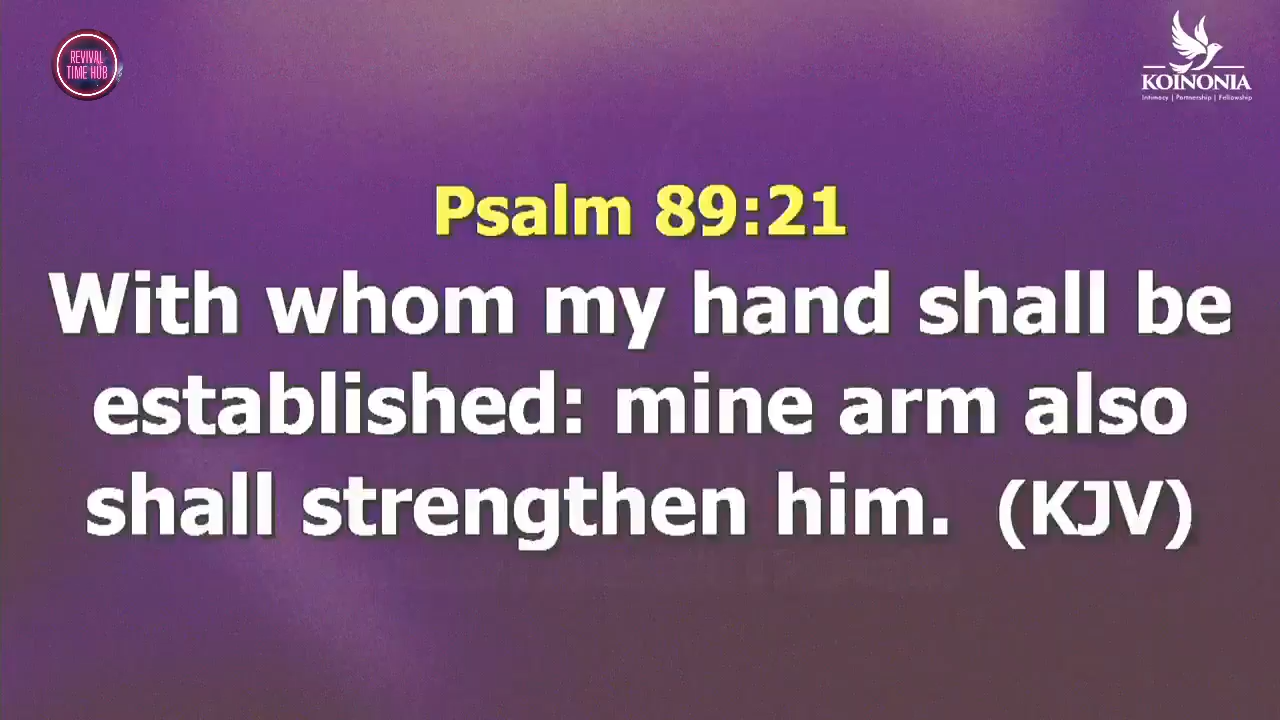 REVIVAL
TIME HUB
KOINONIA
Intimacy | Partnership | Fellowship
Psalm 89:21
With whom my hand shall be
established: mine arm also
shall strengthen him. (KJV)